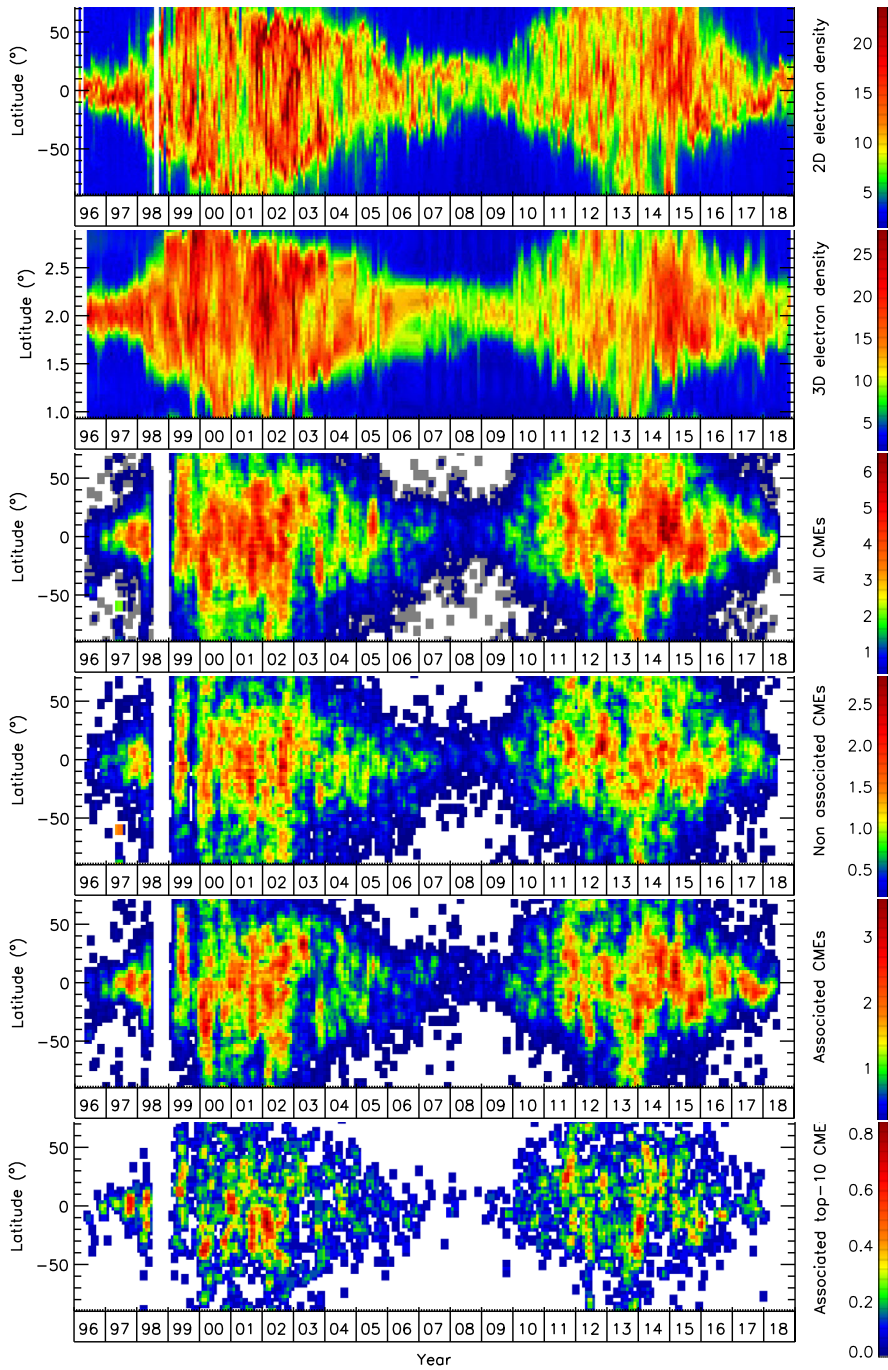 50
0
−50
Latitude (°)
2D electron density
20
15
10
5
96 97 98 99 00 01 02 03 04 05 06 07 08 09 10 11 12 13 14 15 16 17 18
2.5
2.0
1.5
1.0
Latitude (°)
3D electron density
25
20
15
10
5
96 97 98 99 00 01 02 03 04 05 06 07 08 09 10 11 12 13 14 15 16 17 18
50
0
−50
Latitude (°)
All CMEs
6
5
4
3
2
1
96 97 98 99 00 01 02 03 04 05 06 07 08 09 10 11 12 13 14 15 16 17 18
50
0
−50
Latitude (°)
Non associated CMEs
2.5
2.0
1.5
1.0
0.5
96 97 98 99 00 01 02 03 04 05 06 07 08 09 10 11 12 13 14 15 16 17 18
50
0
−50
Latitude (°)
Associated CMEs
3
2
1
96 97 98 99 00 01 02 03 04 05 06 07 08 09 10 11 12 13 14 15 16 17 18
50
0
−50
Latitude (°)
Associated top−10 CME
0.8
0.6
0.4
0.2
0.0
96 97 98 99 00 01 02 03 04 05 06 07 08 09 10 11 12 13 14 15 16 17 18
Year